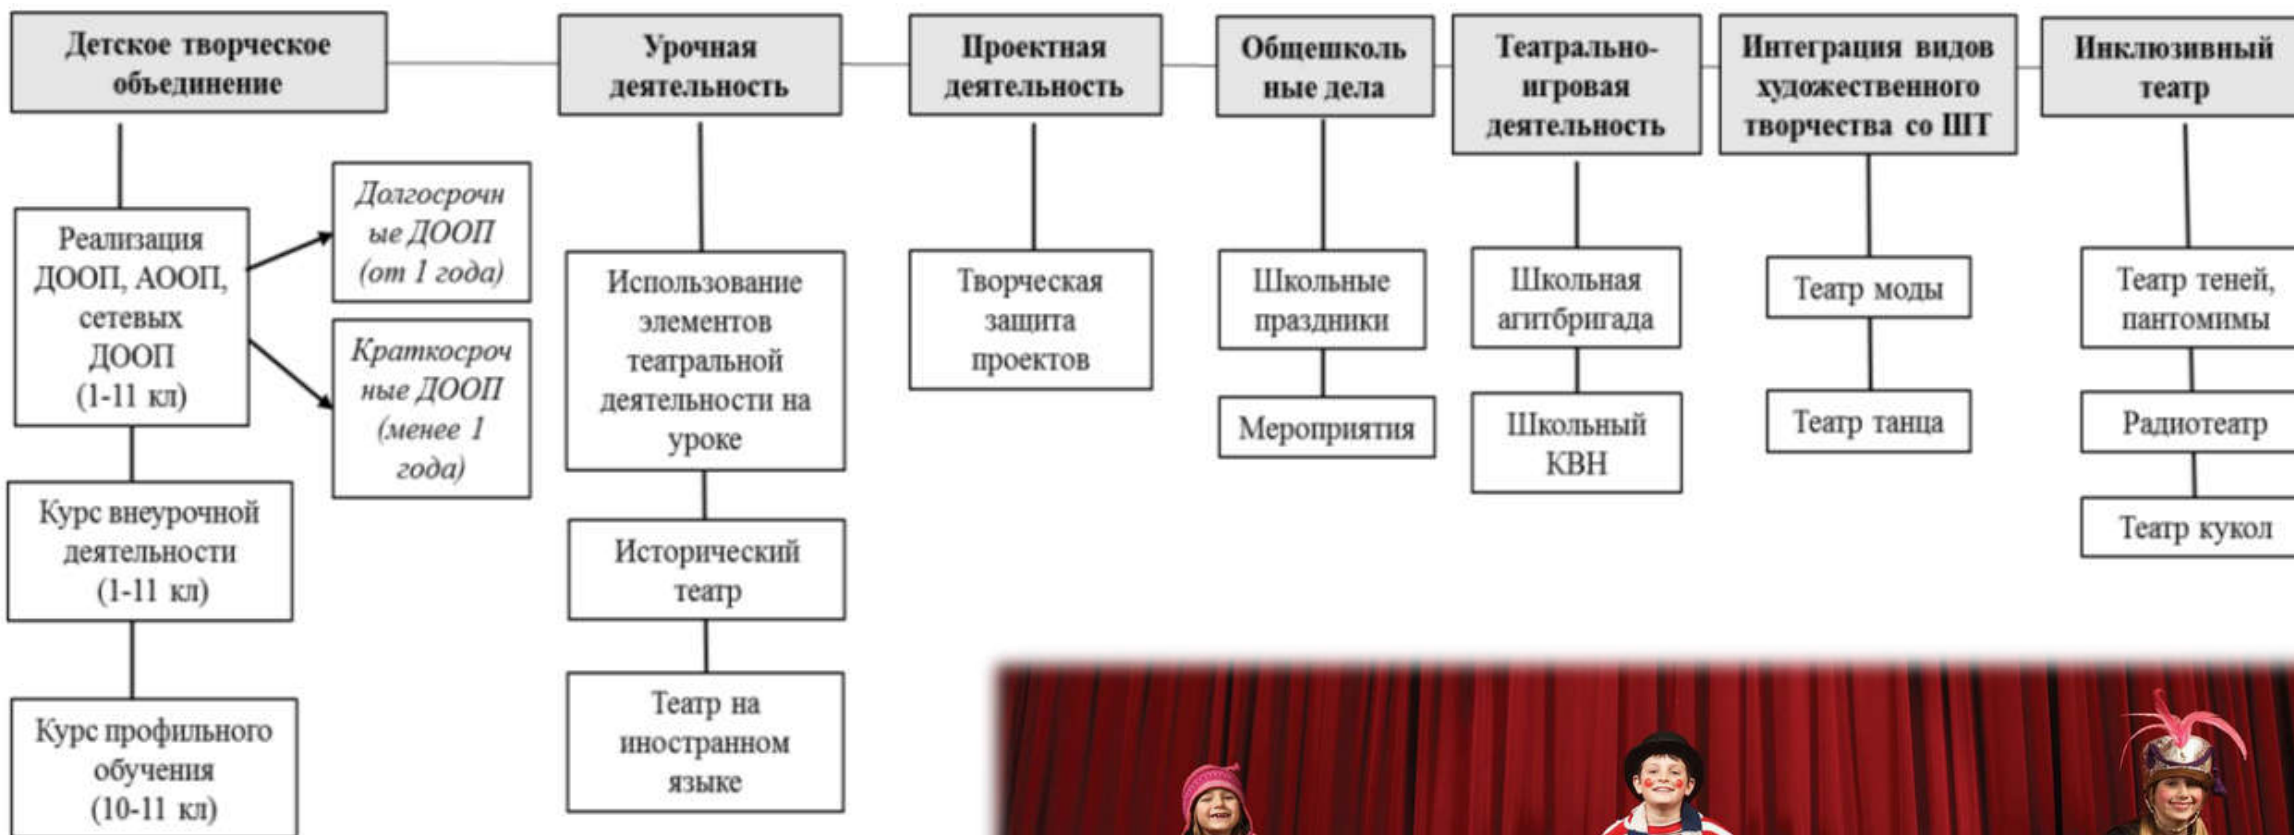 Детское творческое
объединение
Урочная
деятельность
Проектная
деятельность
Общешколь
ные дела
Театрально-
игровая
деятельность
Интеграция видов
художественного
творчества со ШТ
Инклюзивный
театр
Реализация
ДООП, АООП,
сетевых
ДООП
(1-11 кл)
Долгосрочн
ые ДООП
(от 1 года)
Краткосроч
ные ДООП
(менее 1
года)
Курс внеурочной
деятельности
(1-11 кл)
Курс профильного
обучения
(10-11 кл)
Использование
элементов
театральной
деятельности на
уроке
Исторический
театр
Театр на
иностранном
языке
Творческая
защита
проектов
Школьные
праздники
Мероприятия
Школьная
агитбригада
Школьный
КВН
Театр моды
Театр танца
Театр теней,
пантомимы
Радиотеатр
Театр кукол